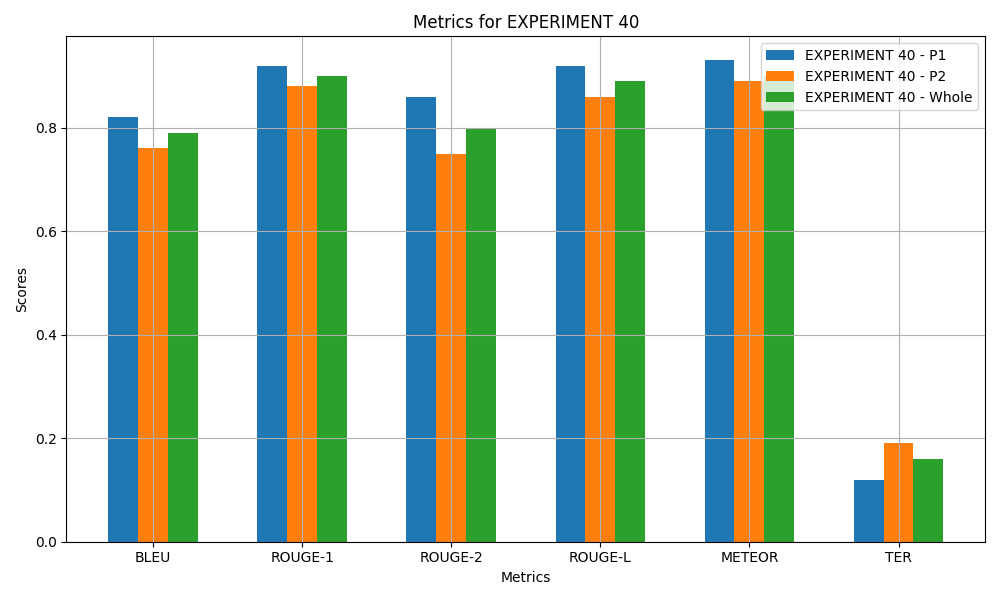 Metrics for EXPERIMENT 40
EXPERIMENT 40 - P1
EXPERIMENT 40 - P2
EXPERIMENT 40 - Whole
Scores
0.8
0.6
0.4
0.2
0.0
BLEU ROUGE-1 ROUGE-2 ROUGE-L METEOR TER
Metrics